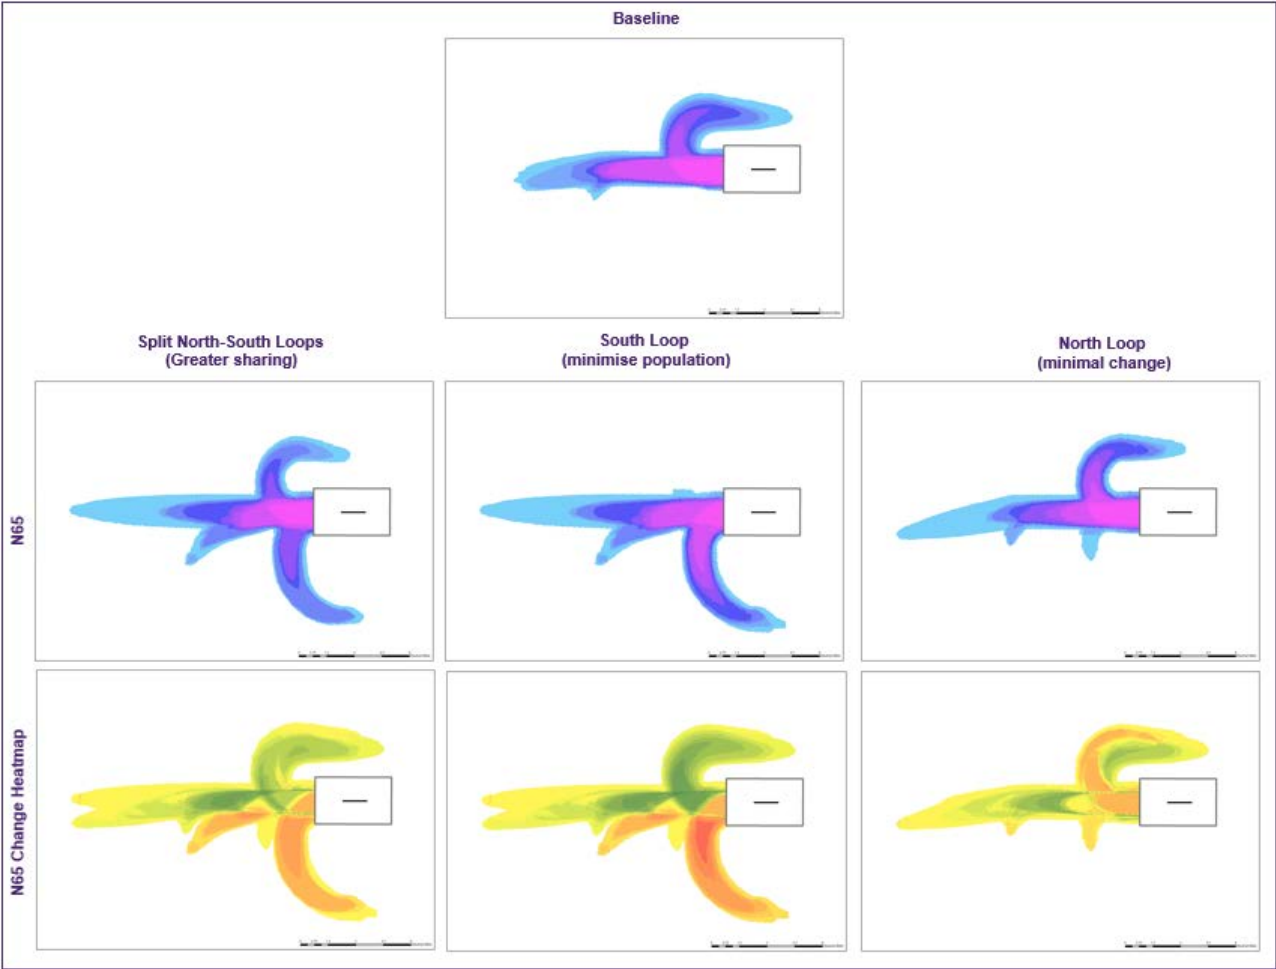 Baseline
Split North-South Loops
(Greater sharing)
South Loop
(minimise population)
North Loop
(minimal change)
N65
N65 Change Heatmap